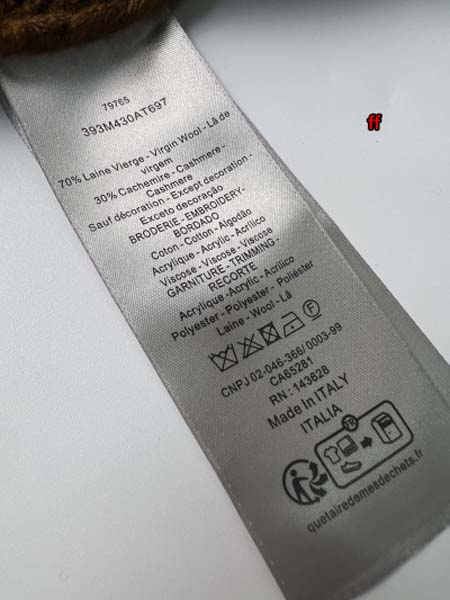 79765
393M430AT697
70% Laine Vierge - Virgin Wool - Lã de
virgem
30% Cachemire - Cashmere -
Cashmere
Sauf décoration - Except decoration -
Exceto decoração
BRODERIE - EMBROIDERY-
BORDADO
Coton - Cotton - Algodão
Acrylique - Acrylic - Acrílico
Viscose - Viscose - Viscose
GARNITURE - TRIMMING -
RECORTE
Acrylique -Acrylic - Acrílico
Polyester - Polyester - Poliéster
Laine - Wool - Lã
F
CNPJ 02-046-366/ 0003-99
CA65281
RN : 143628
Made In ITALY
ITALIA
FR
quefairedemesdechets.fr
ff